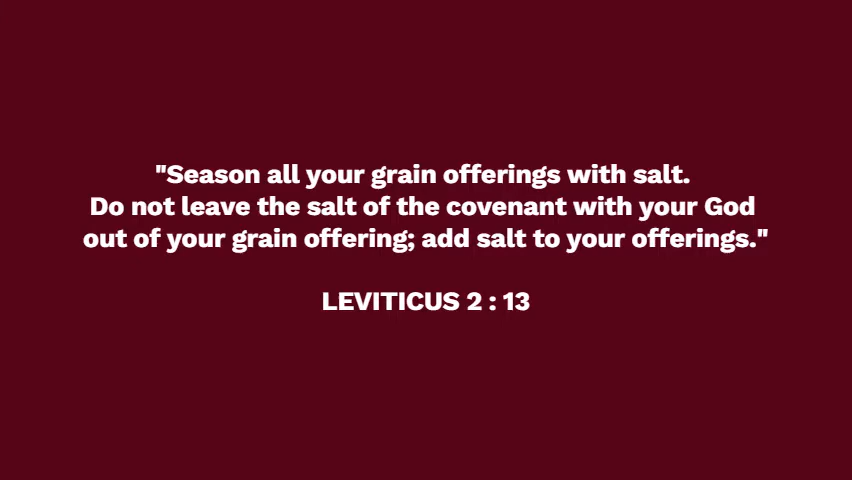 "Season all your grain offerings with salt.
Do not leave the salt of the covenant with your God
out of your grain offering; add salt to your offerings."
LEVITICUS 2 : 13